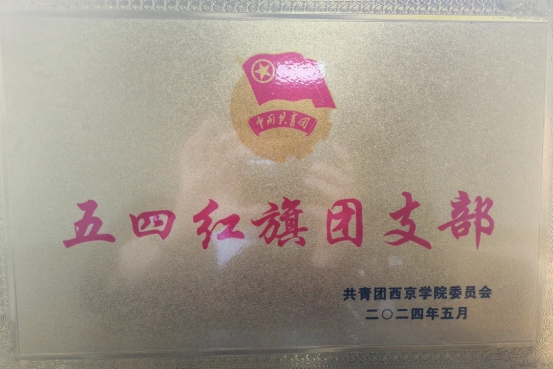 中国共青团
五四红旗团支部
共青团西京学院委员会
二〇二四年五月